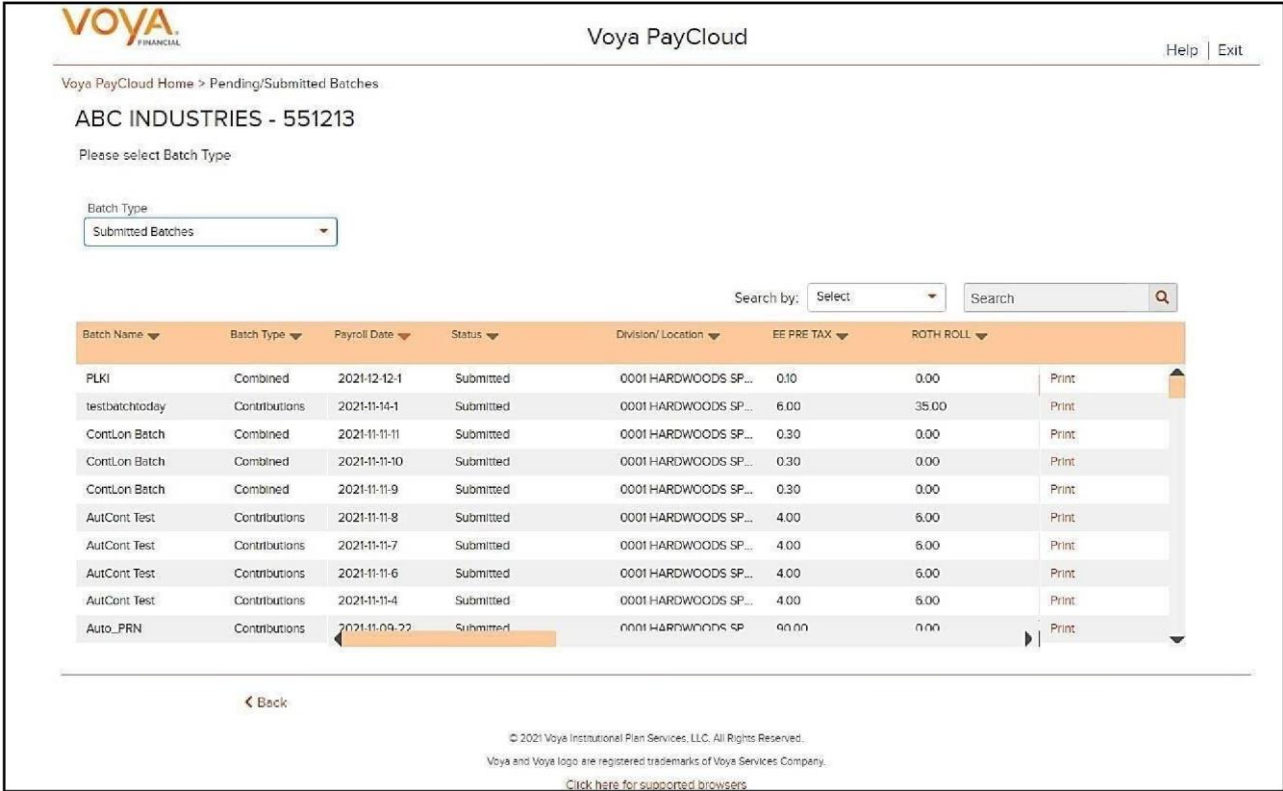 VOYA.
FINANCIAL
Voya PayCloud
Help | Exit
Voya PayCloud Home > Pending/Submitted Batches
ABC INDUSTRIES - 551213
Please select Batch Type
Batch Type
Submitted Batches
Search by: Select Search
Batch Name Batch Type Payroll Date Status Division/ Location EE PRE TAX ROTH ROLL
PLKI Combined 2021-12-12-1 Submitted 0001 HARDWOODS SP... 0.10 0.00 Print
testbatchtoday Contributions 2021-11-14-1 Submitted 0001 HARDWOODS SP... 6.00 35.00 Print
ContLon Batch Combined 2021-11-11-11 Submitted 0001 HARDWOODS SP... 0.30 0.00 Print
ContLon Batch Combined 2021-11-11-10 Submitted 0001 HARDWOODS SP... 0.30 0.00 Print
ContLon Batch Combined 2021-11-11-9 Submitted 0001 HARDWOODS SP... 0.30 0.00 Print
AutCont Test Contributions 2021-11-11-8 Submitted 0001 HARDWOODS SP... 4.00 6.00 Print
AutCont Test Contributions 2021-11-11-7 Submitted 0001 HARDWOODS SP... 4.00 6.00 Print
AutCont Test Contributions 2021-11-11-6 Submitted 0001 HARDWOODS SP... 4.00 6.00 Print
AutCont Test Contributions 2021-11-11-4 Submitted 0001 HARDWOODS SP... 4.00 6.00 Print
Auto_PRN Contributions 2021-11-09-22 Submitted 0001 HARDWOODS SP 90.00 0.00 Print
< Back
© 2021 Voya Institutional Plan Services, LLC. All Rights Reserved.
Voya and Voya logo are registered trademarks of Voya Services Company.
Click here for supported browsers